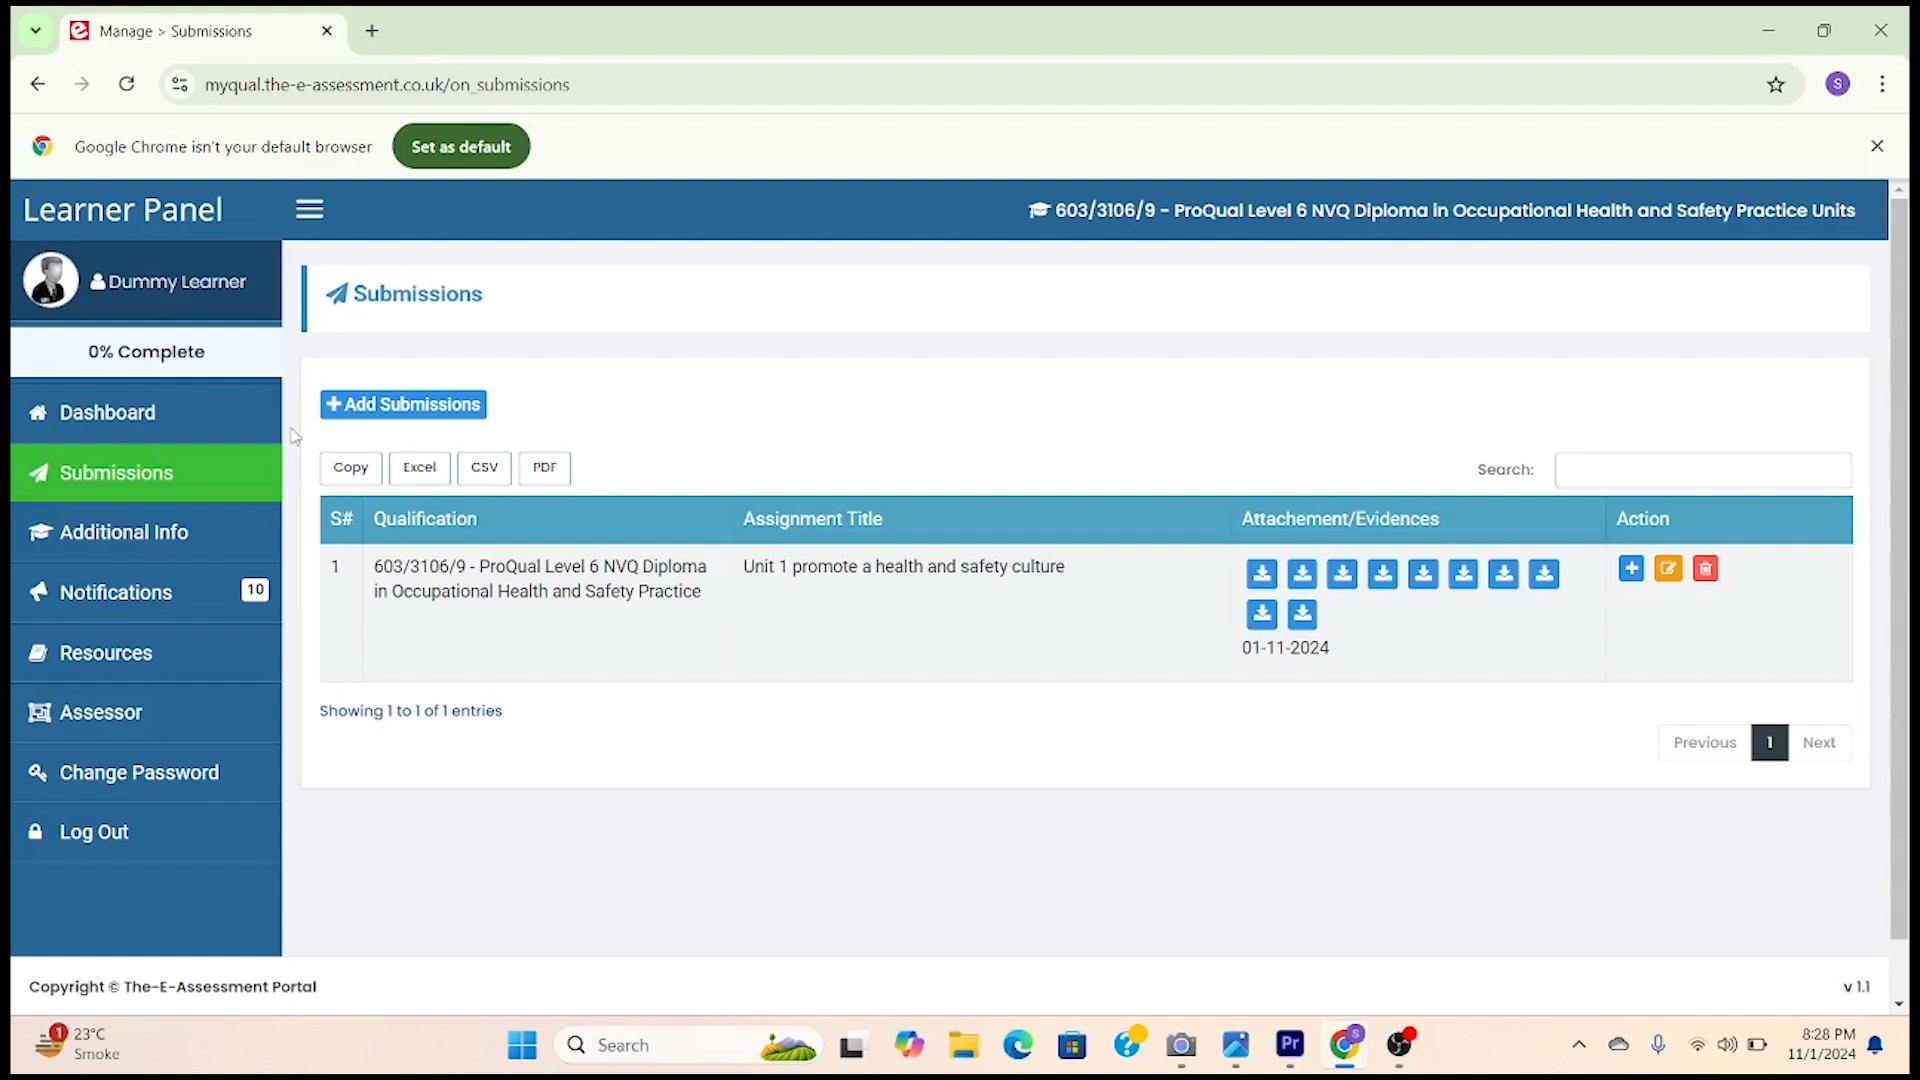 Manage > Submissions
myqual.the-e-assessment.co.uk/on_submissions
S
Google Chrome isn't your default browser
Set as default
Learner Panel
603/3106/9 - ProQual Level 6 NVQ Diploma in Occupational Health and Safety Practice Units
Dummy Learner
0% Complete
Dashboard
Submissions
Additional Info
Notifications 10
Resources
Assessor
Change Password
Log Out
Submissions
Add Submissions
Copy Excel CSV PDF
Search:
S# Qualification Assignment Title Attachement/Evidences Action
1 603/3106/9 - ProQual Level 6 NVQ Diploma Unit 1 promote a health and safety culture
in Occupational Health and Safety Practice
01-11-2024
Showing 1 to 1 of 1 entries
Previous 1 Next
Copyright © The-E-Assessment Portal
v 1.1
1
23°C
Smoke
Search
Pr
S
8:28 PM
11/1/2024